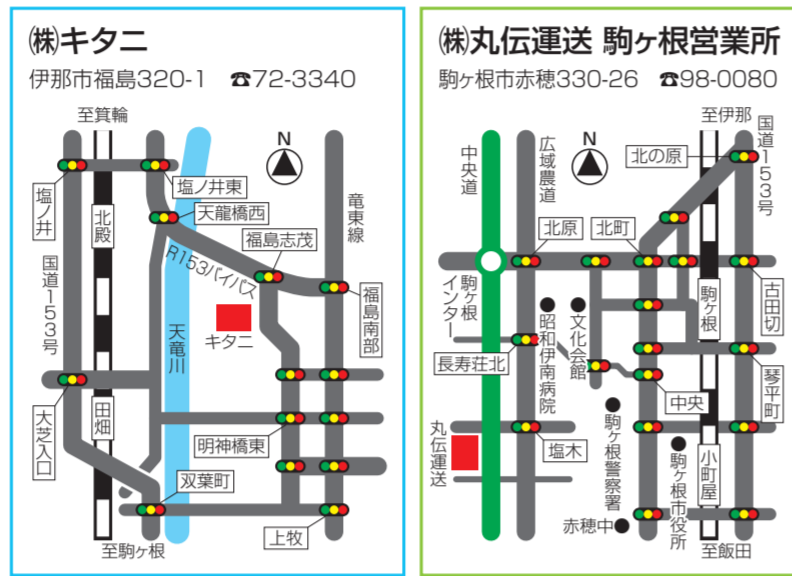 ㈱キタニ
伊那市福島320-1 ☎72-3340
至箕輪
N
塩ノ井
塩ノ井東
北殿
天龍橋西
竜東線
福島志茂
R153バイパス
国道153号
キタニ
福島南部
天竜川
大芝入口
田畑
明神橋東
双葉町
上牧
至駒ヶ根
㈱丸伝運送 駒ヶ根営業所
駒ヶ根市赤穂330-26 ☎98-0080
至伊那
中央道
広域農道
N
北の原
国道153号
北原
北町
駒ヶ根インター
駒ヶ根
古田切
昭和伊南病院
文化会館
長寿荘北
中央
琴平町
丸伝運送
塩木
駒ヶ根警察署
駒ヶ根市役所
小町屋
赤穂中
至飯田